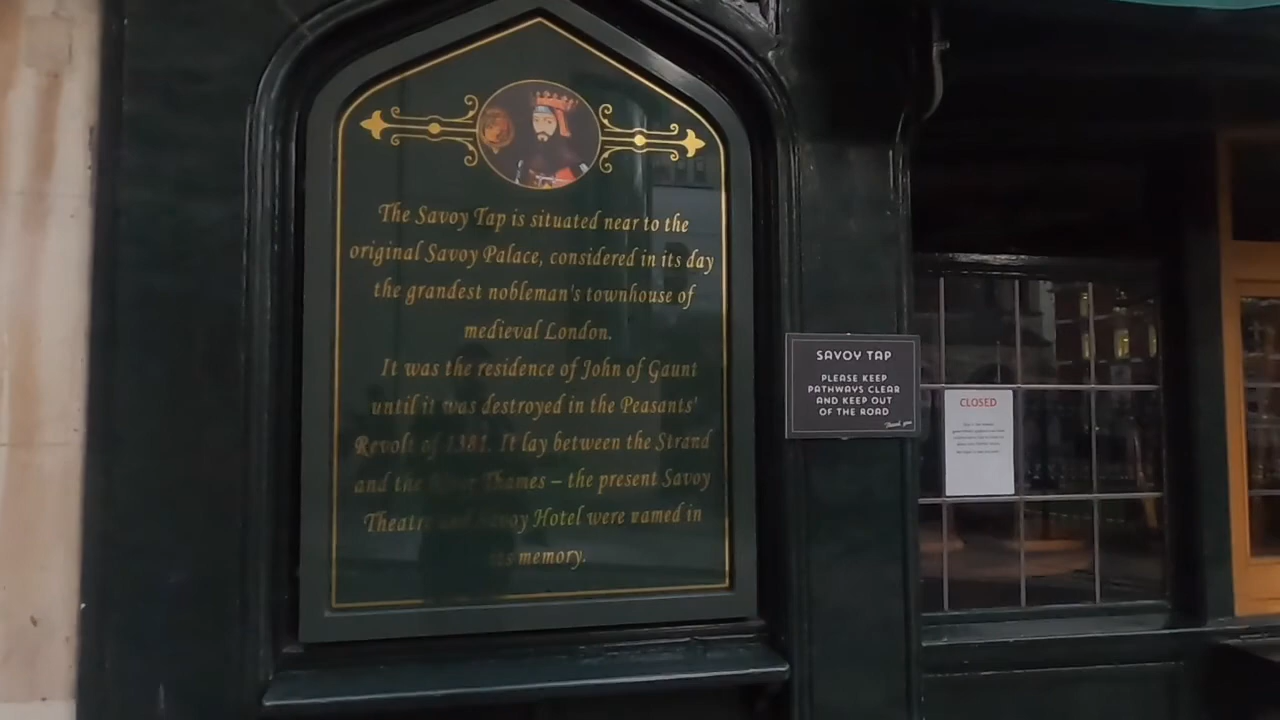 The Savoy Tap is situated near to the
original Savoy Palace, considered in its day
the grandest nobleman's townhouse of
medieval London.
It was the residence of John of Gaunt
until it was destroyed in the Peasants'
Revolt of 1381. It lay between the Strand
and the River Thames – the present Savoy
Theatre and Savoy Hotel were named in
its memory.
SAVOY TAP
PLEASE KEEP
PATHWAYS CLEAR
AND KEEP OUT
OF THE ROAD
Thank you
CLOSED